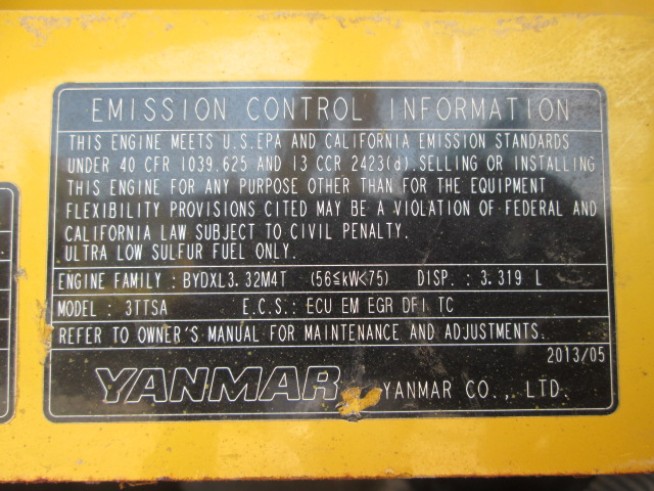 EMISSION CONTROL INFORMATION
THIS ENGINE MEETS U.S.EPA AND CALIFORNIA EMISSION STANDARDS
UNDER 40 CFR 1039.625 AND 13 CCR 2423(d). SELLING OR INSTALLING
THIS ENGINE FOR ANY PURPOSE OTHER THAN FOR THE EQUIPMENT
FLEXIBILITY PROVISIONS CITED MAY BE A VIOLATION OF FEDERAL AND
CALIFORNIA LAW SUBJECT TO CIVIL PENALTY.
ULTRA LOW SULFUR FUEL ONLY.
ENGINE FAMILY : BYDXL3.32M4T (56≦kW<75) DISP. : 3.319 L
MODEL : 3TTSA E.C.S.: ECU EM EGR DFI TC
REFER TO OWNER'S MANUAL FOR MAINTENANCE AND ADJUSTMENTS.
2013/05
YANMAR YANMAR CO., LTD.